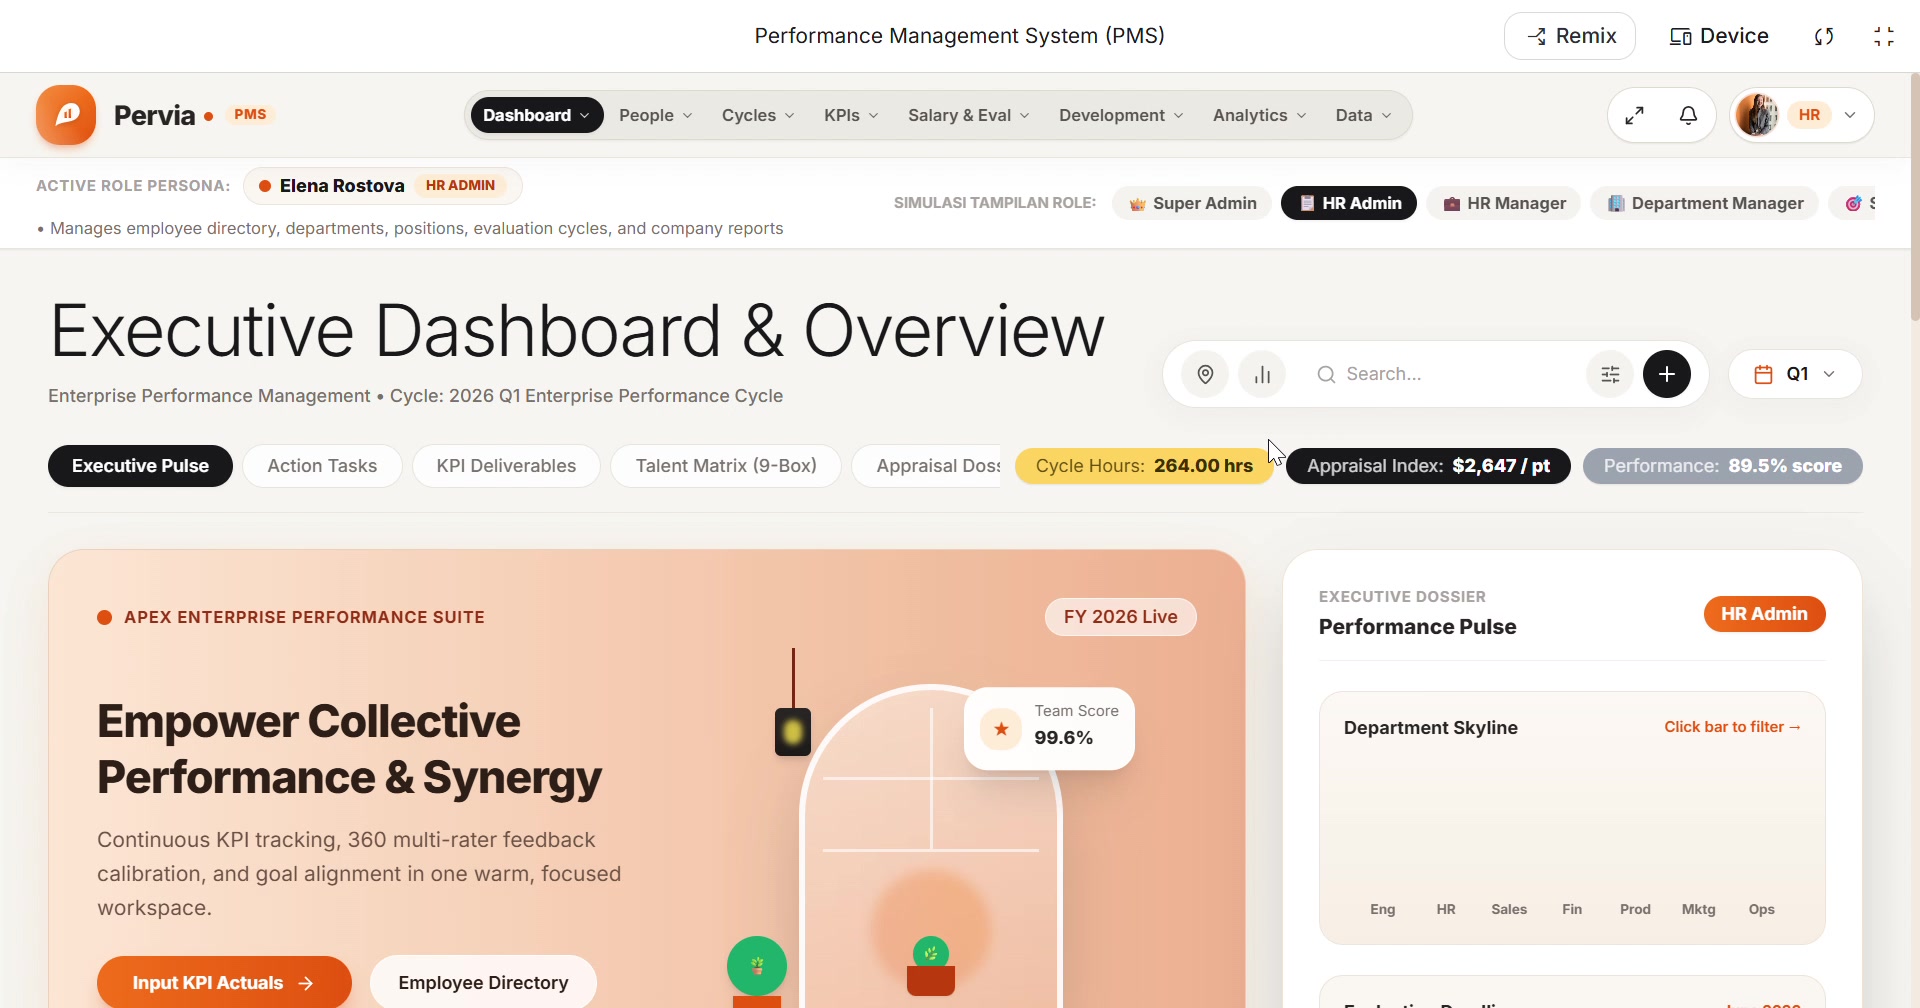 Performance Management System (PMS)
Remix
Device
Pervia
PMS
Dashboard
People
Cycles
KPIs
Salary & Eval
Development
Analytics
Data
HR
ACTIVE ROLE PERSONA:
Elena Rostova
HR ADMIN
• Manages employee directory, departments, positions, evaluation cycles, and company reports
SIMULASI TAMPILAN ROLE:
Super Admin
HR Admin
HR Manager
Department Manager
Executive Dashboard & Overview
Enterprise Performance Management • Cycle: 2026 Q1 Enterprise Performance Cycle
Search...
Q1
Executive Pulse
Action Tasks
KPI Deliverables
Talent Matrix (9-Box)
Appraisal Doss
Cycle Hours: 264.00 hrs
Appraisal Index: $2,647 / pt
Performance: 89.5% score
APEX ENTERPRISE PERFORMANCE SUITE
FY 2026 Live
Empower Collective
Performance & Synergy
Continuous KPI tracking, 360 multi-rater feedback
calibration, and goal alignment in one warm, focused
workspace.
Input KPI Actuals →
Employee Directory
Team Score
99.6%
EXECUTIVE DOSSIER
Performance Pulse
HR Admin
Department Skyline
Click bar to filter →
Eng
HR
Sales
Fin
Prod
Mktg
Ops